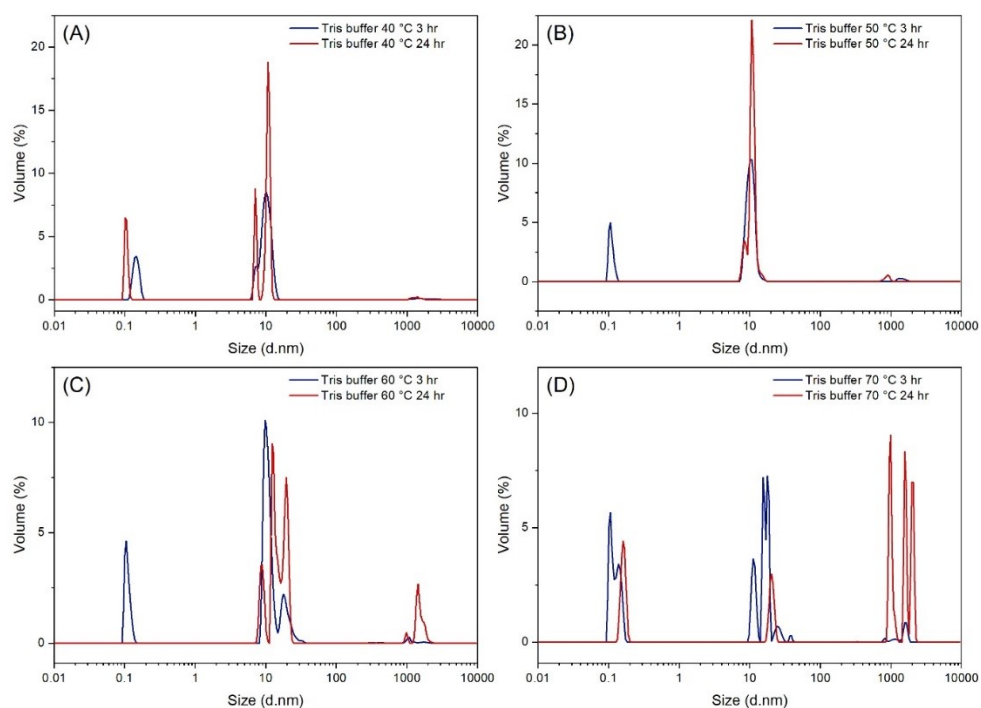 (A)
Tris buffer 40 °C 3 hr
Tris buffer 40 °C 24 hr
Volume (%)
20
15
10
5
0
0.01 0.1 1 10 100 1000 10000
Size (d.nm)
(B)
Tris buffer 50 °C 3 hr
Tris buffer 50 °C 24 hr
Volume (%)
20
15
10
5
0
0.01 0.1 1 10 100 1000 10000
Size (d.nm)
(C)
Tris buffer 60 °C 3 hr
Tris buffer 60 °C 24 hr
Volume (%)
10
5
0
0.01 0.1 1 10 100 1000 10000
Size (d.nm)
(D)
Tris buffer 70 °C 3 hr
Tris buffer 70 °C 24 hr
Volume (%)
10
5
0
0.01 0.1 1 10 100 1000 10000
Size (d.nm)